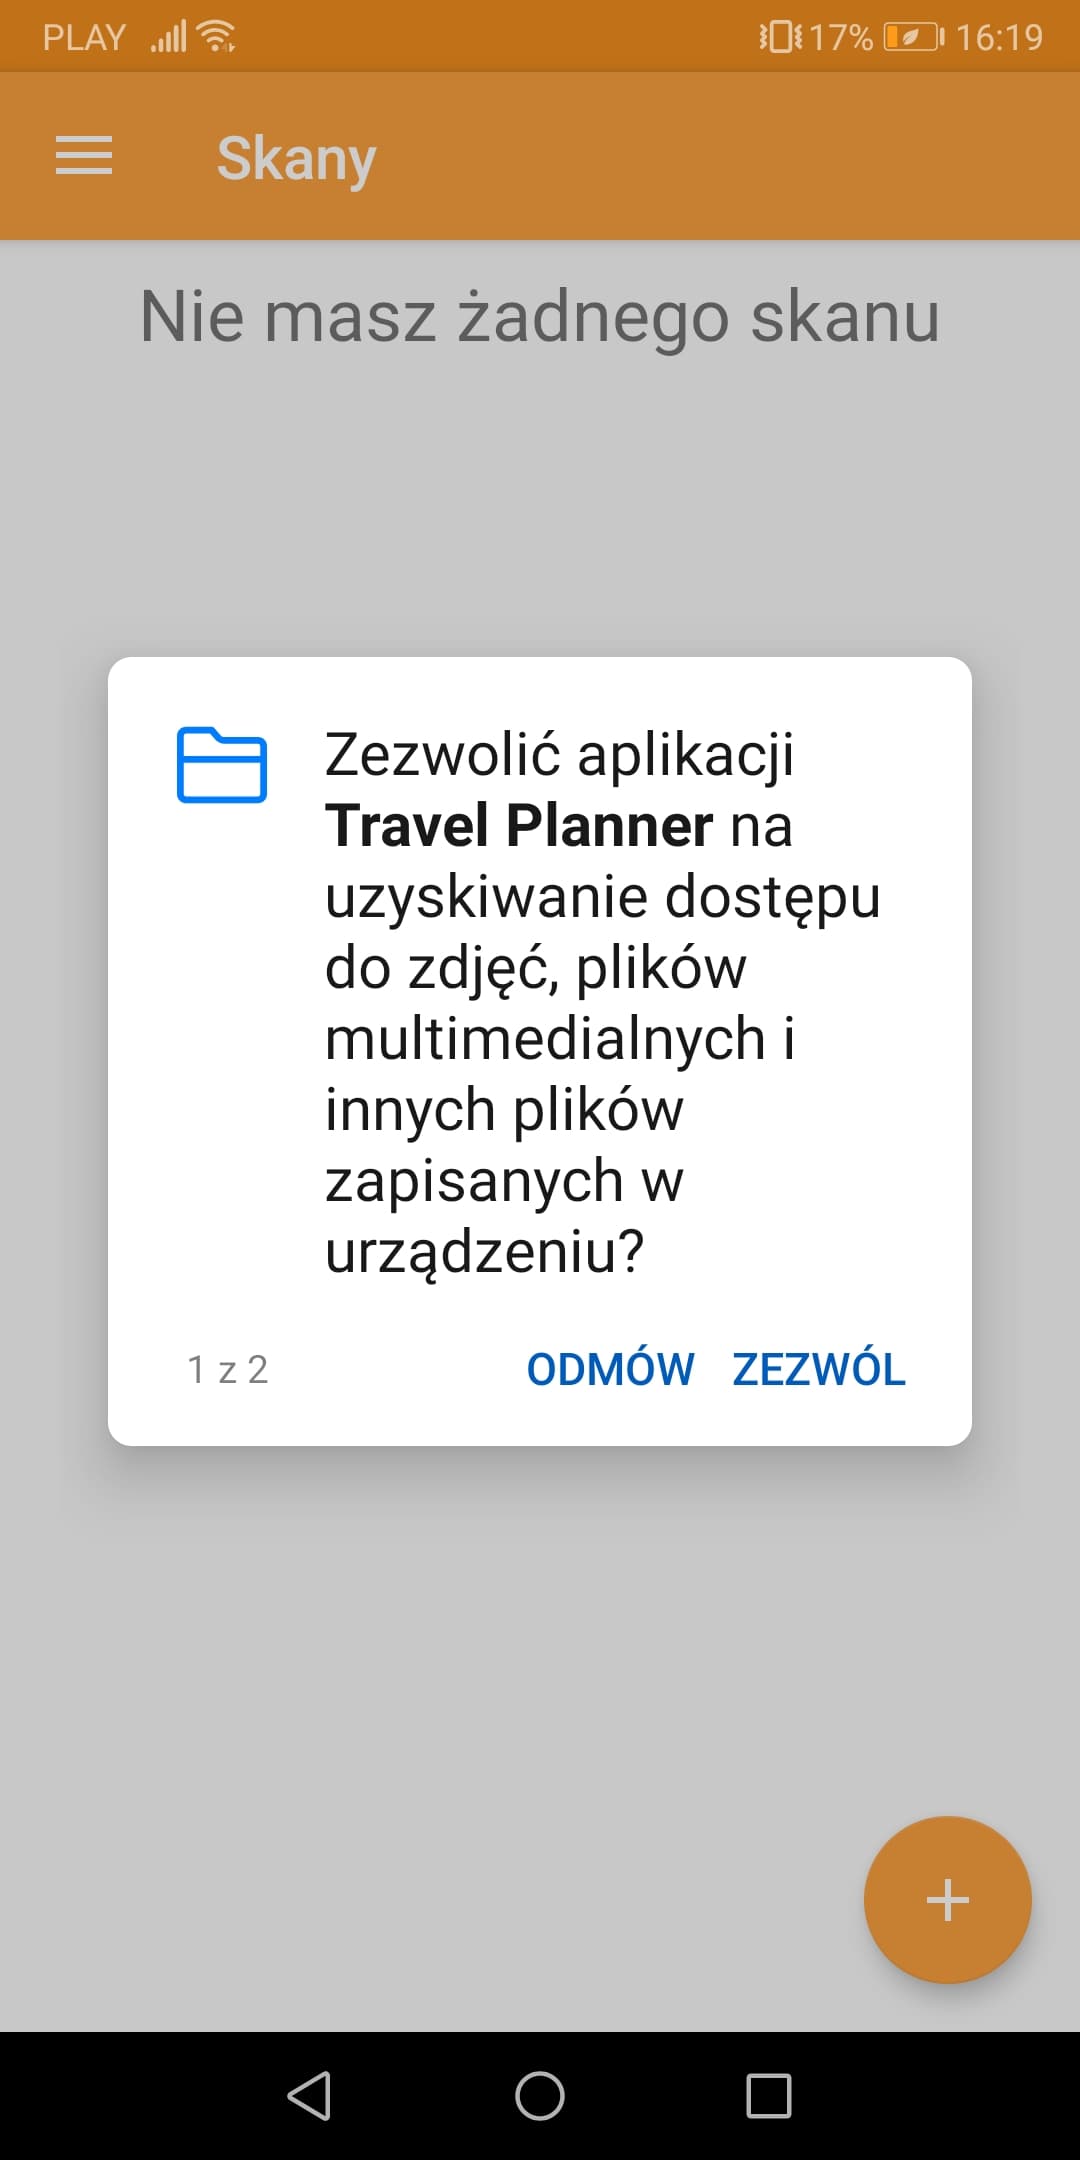 PLAY 17% 16:19
Skany
Nie masz żadnego skanu
Zezwolić aplikacji
Travel Planner na
uzyskiwanie dostępu
do zdjęć, plików
multimedialnych i
innych plików
zapisanych w
urządzeniu?
1 z 2 ODMÓW ZEZWÓL